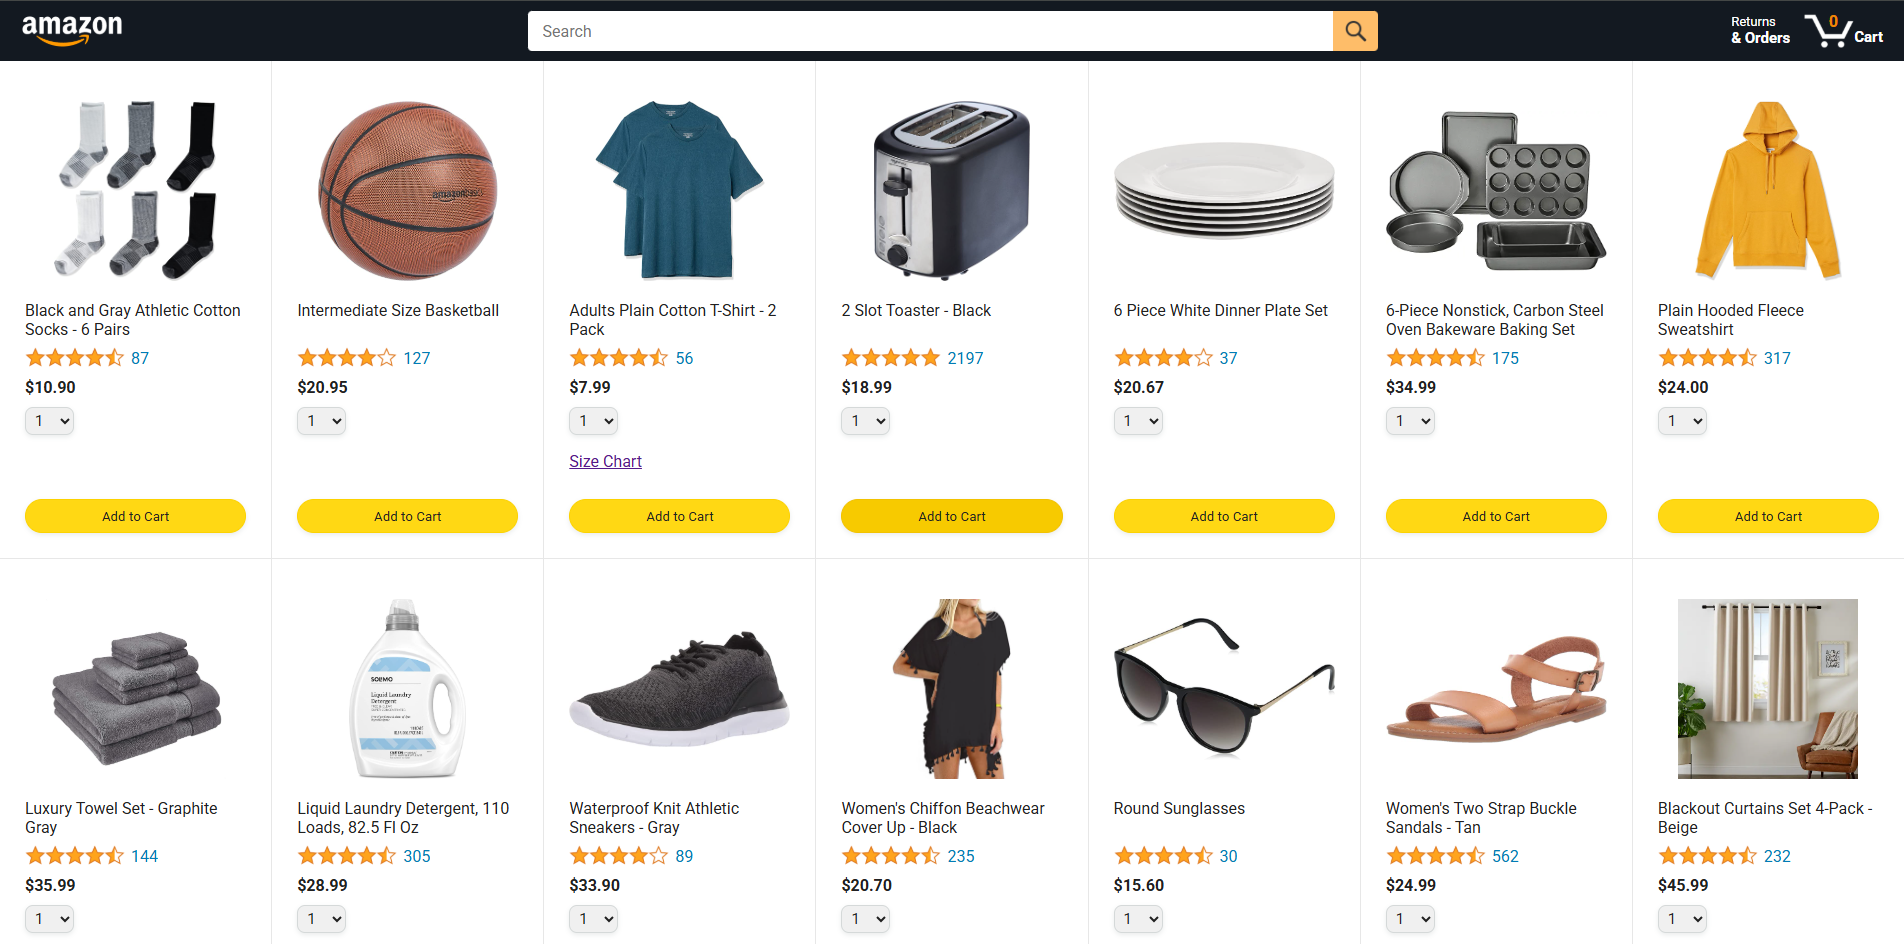 amazon
Search
Returns
& Orders
0
Cart
amazon
Black and Gray Athletic Cotton
Socks - 6 Pairs
87
$10.90
1
Add to Cart
Intermediate Size Basketball
127
$20.95
1
Add to Cart
Adults Plain Cotton T-Shirt - 2
Pack
56
$7.99
1
Size Chart
Add to Cart
2 Slot Toaster - Black
2197
$18.99
1
Add to Cart
6 Piece White Dinner Plate Set
37
$20.67
1
Add to Cart
6-Piece Nonstick, Carbon Steel
Oven Bakeware Baking Set
175
$34.99
1
Add to Cart
Plain Hooded Fleece
Sweatshirt
317
$24.00
1
Add to Cart
Luxury Towel Set - Graphite
Gray
144
$35.99
1
SOLIMO
Liquid Laundry
Detergent
Liquid Laundry Detergent, 110
Loads, 82.5 Fl Oz
305
$28.99
1
Waterproof Knit Athletic
Sneakers - Gray
89
$33.90
1
Women's Chiffon Beachwear
Cover Up - Black
235
$20.70
1
Round Sunglasses
30
$15.60
1
Women's Two Strap Buckle
Sandals - Tan
562
$24.99
1
Blackout Curtains Set 4-Pack -
Beige
232
$45.99
1